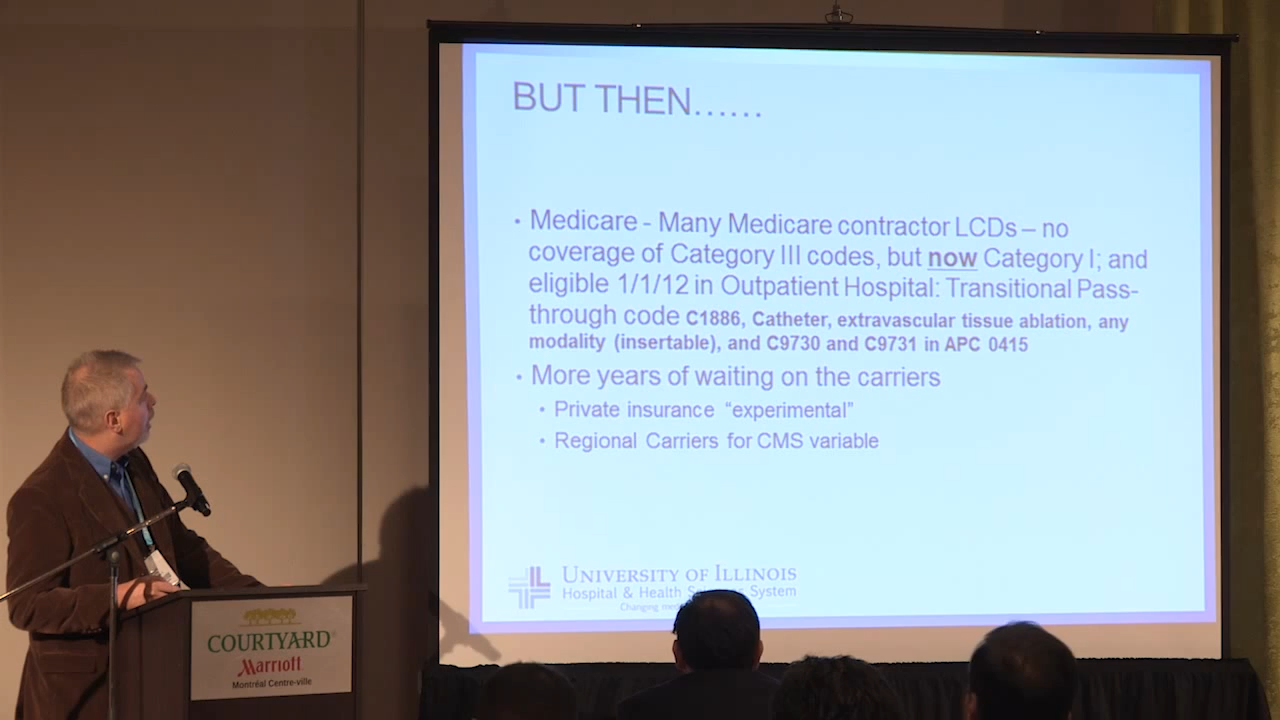 BUT THEN……
• Medicare - Many Medicare contractor LCDs – no
coverage of Category III codes, but now Category I; and
eligible 1/1/12 in Outpatient Hospital: Transitional Pass-
through code C1886, Catheter, extravascular tissue ablation, any
modality (insertable), and C9730 and C9731 in APC 0415
• More years of waiting on the carriers
• Private insurance “experimental”
• Regional Carriers for CMS variable
UNIVERSITY OF ILLINOIS
Hospital & Health System
Changing
COURTYARD®
Marriott
Montréal Centre-ville